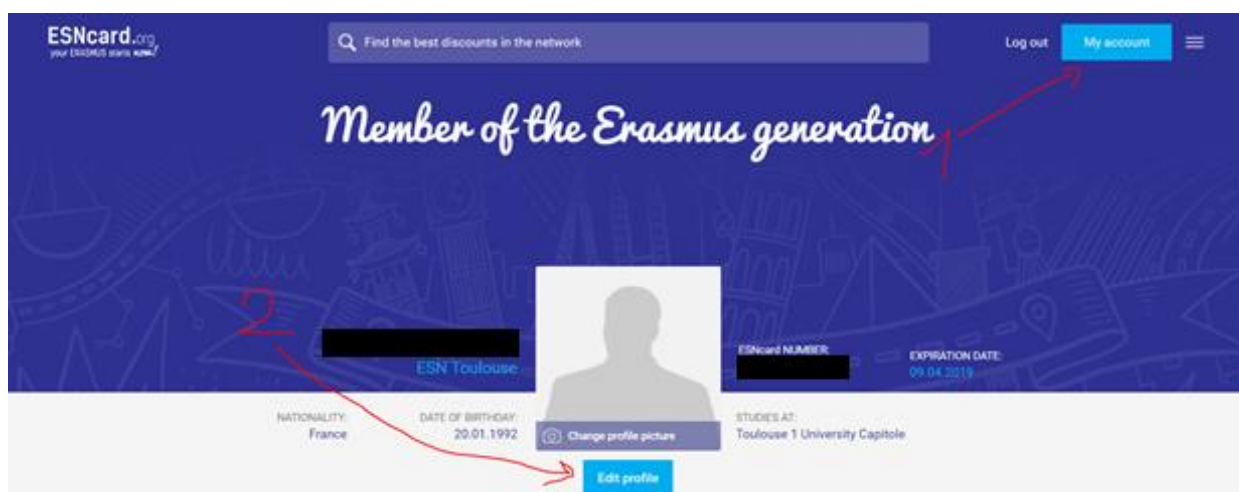 ESNcard.org
your ERASMUS starts now!
Find the best discounts in the network
Log out
My account
Member of the Erasmus generation
1
2
ESN Toulouse
ESNcard NUMBER:
EXPIRATION DATE:
09.04.2019
NATIONALITY:
France
DATE OF BIRTHDAY:
20.01.1992
Change profile picture
STUDIES AT:
Toulouse 1 University Capitole
Edit profile